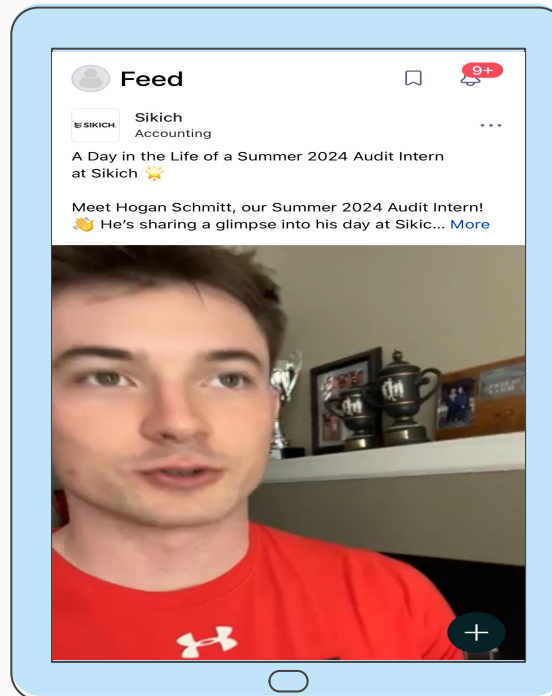 Feed
9+
SIKICH.
Sikich
Accounting
A Day in the Life of a Summer 2024 Audit Intern
at Sikich 🌟
Meet Hogan Schmitt, our Summer 2024 Audit Intern!
👋 He's sharing a glimpse into his day at Sikic... More